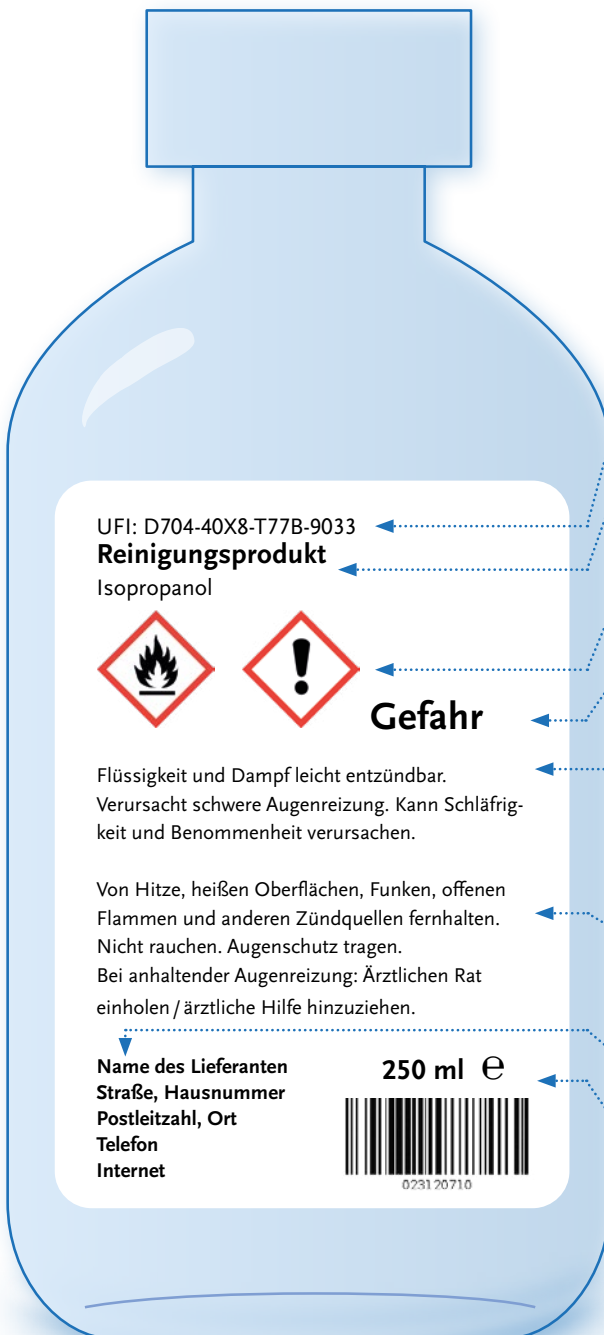 UFI: D704-40X8-T77B-9033
Reinigungsprodukt
Isopropanol
Gefahr
Flüssigkeit und Dampf leicht entzündbar.
Verursacht schwere Augenreizung. Kann Schläfrig-
keit und Benommenheit verursachen.
Von Hitze, heißen Oberflächen, Funken, offenen
Flammen und anderen Zündquellen fernhalten.
Nicht rauchen. Augenschutz tragen.
Bei anhaltender Augenreizung: Ärztlichen Rat
einholen / ärztliche Hilfe hinzuziehen.
Name des Lieferanten
Straße, Hausnummer
Postleitzahl, Ort
Telefon
Internet
250 ml ℮
023120710